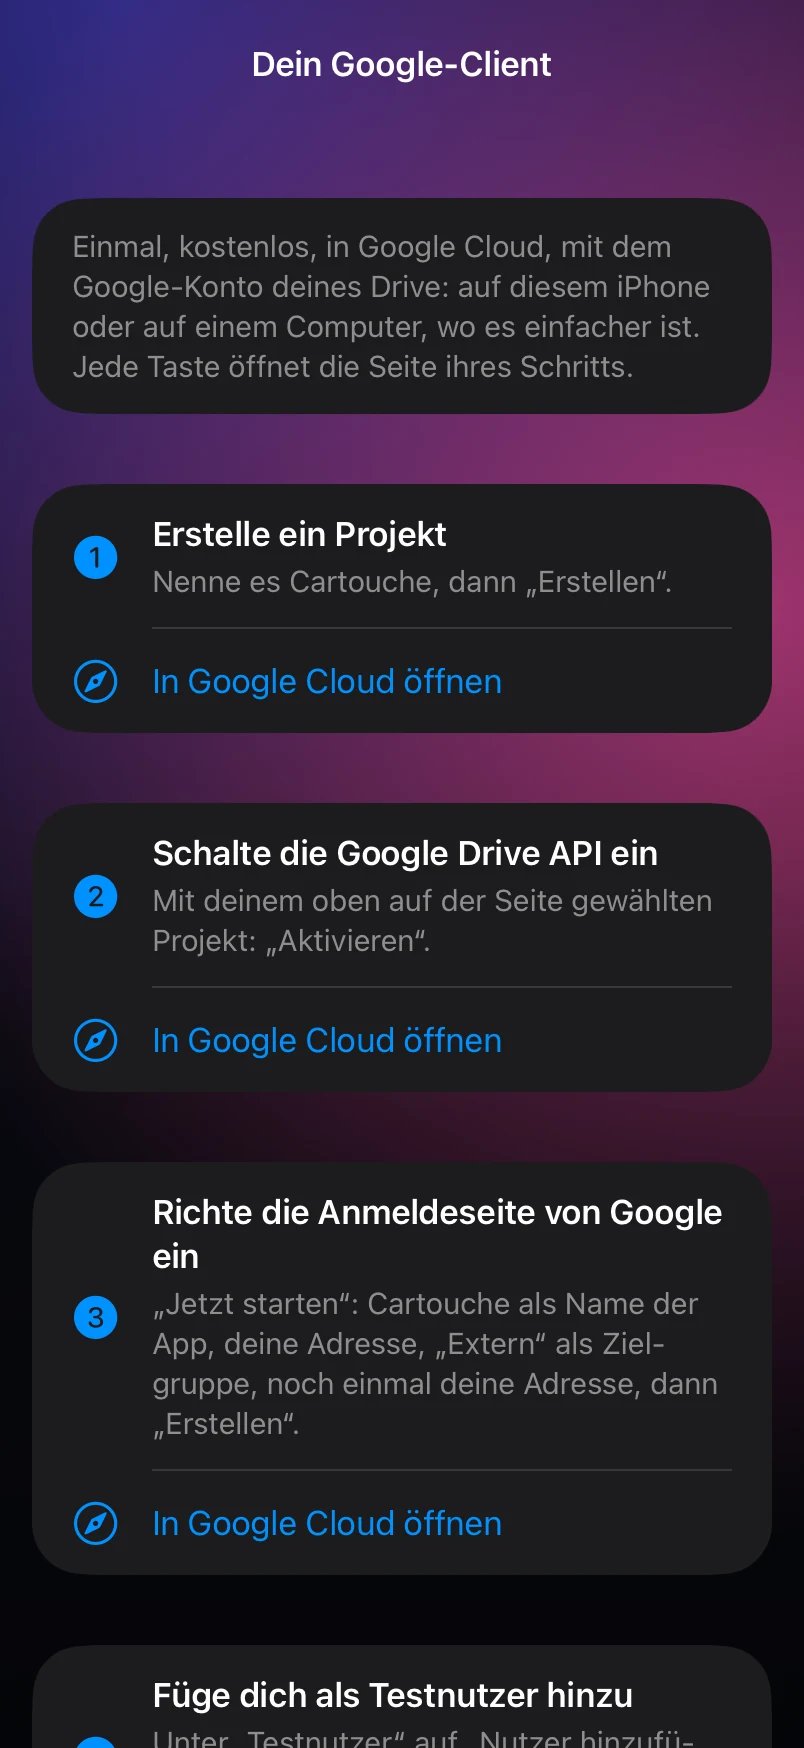 Dein Google-Client
Einmal, kostenlos, in Google Cloud, mit dem
Google-Konto deines Drive: auf diesem iPhone
oder auf einem Computer, wo es einfacher ist.
Jede Taste öffnet die Seite ihres Schritts.
Erstelle ein Projekt
1
Nenne es Cartouche, dann „Erstellen“.
In Google Cloud öffnen
Schalte die Google Drive API ein
2
Mit deinem oben auf der Seite gewählten
Projekt: „Aktivieren“.
In Google Cloud öffnen
Richte die Anmeldeseite von Google
ein
3
„Jetzt starten“: Cartouche als Name der
App, deine Adresse, „Extern“ als Ziel-
gruppe, noch einmal deine Adresse, dann
„Erstellen“.
In Google Cloud öffnen
Füge dich als Testnutzer hinzu
Unter „Testnutzer“ auf „Nutzer hinzufü-